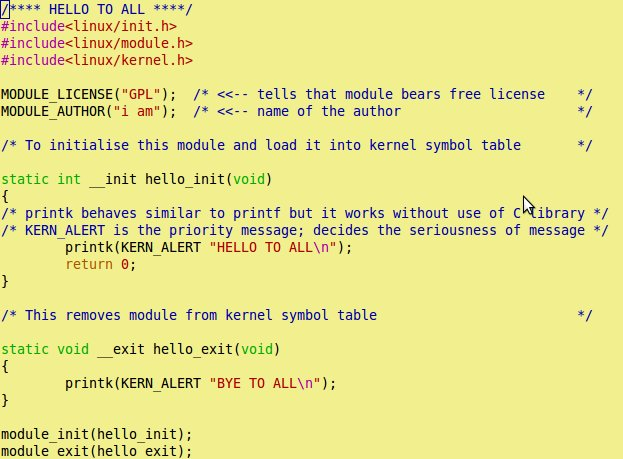 /**** HELLO TO ALL ****/
#include<linux/init.h>
#include<linux/module.h>
#include<linux/kernel.h>
MODULE_LICENSE("GPL");  /* <<-- tells that module bears free license    */
MODULE_AUTHOR("i am");  /* <<-- name of the author                      */
/* To initialise this module and load it into kernel symbol table       */
static int __init hello_init(void)
{
/* printk behaves similar to printf but it works without use of C library */
/* KERN_ALERT is the priority message; decides the seriousness of message */
        printk(KERN_ALERT "HELLO TO ALL\n");
        return 0;
}
/* This removes module from kernel symbol table                         */
static void __exit hello_exit(void)
{
        printk(KERN_ALERT "BYE TO ALL\n");
}
module_init(hello_init);
module_exit(hello_exit);